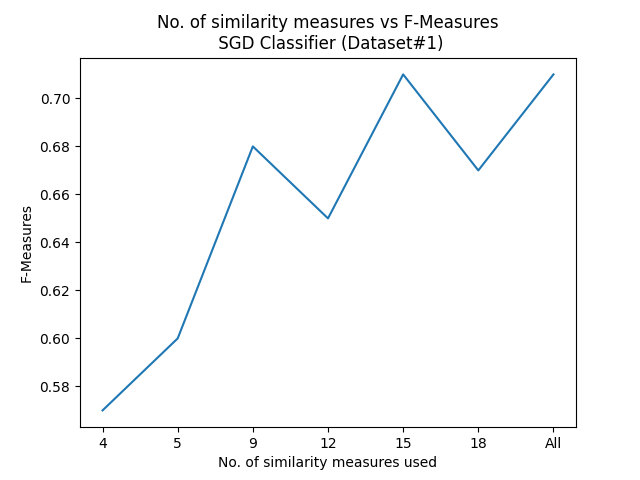 No. of similarity measures vs F-Measures
SGD Classifier (Dataset#1)
0.70
0.68
0.66
0.64
0.62
0.60
0.58
F-Measures
4 5 9 12 15 18 All
No. of similarity measures used